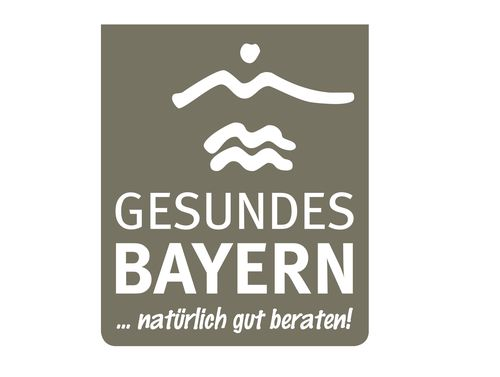 GESUNDES
BAYERN
... natürlich gut beraten!